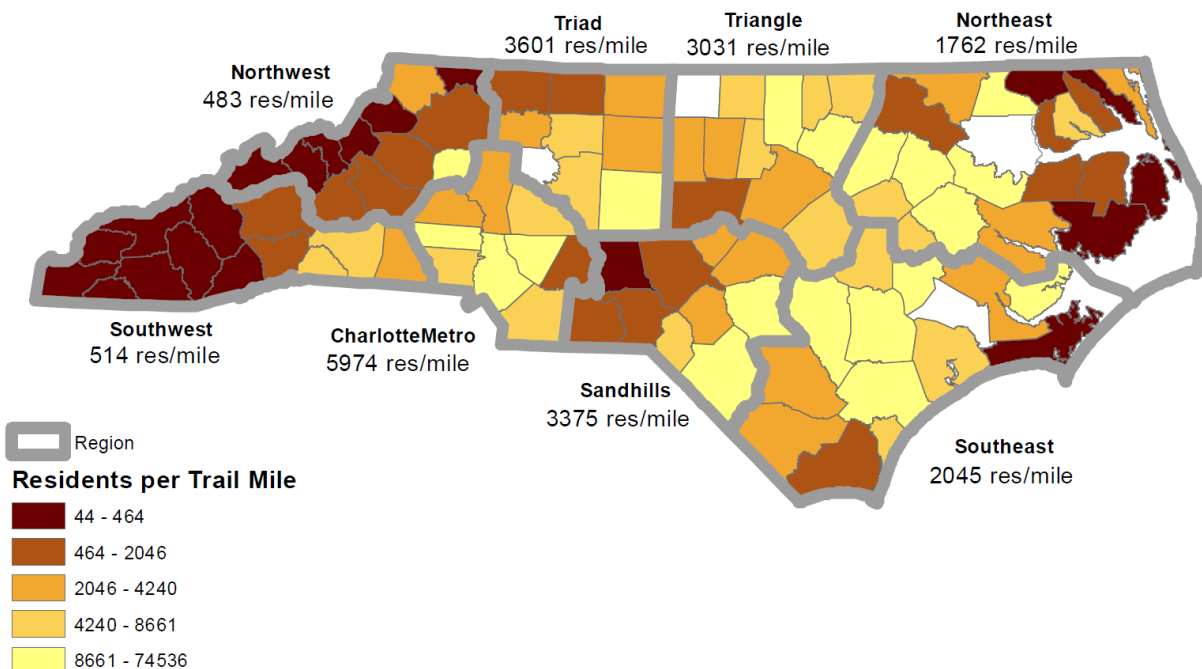 Triad
3601 res/mile
Triangle
3031 res/mile
Northeast
1762 res/mile
Northwest
483 res/mile
Southwest
514 res/mile
CharlotteMetro
5974 res/mile
Sandhills
3375 res/mile
Southeast
2045 res/mile
Region
Residents per Trail Mile
44 - 464
464 - 2046
2046 - 4240
4240 - 8661
8661 - 74536